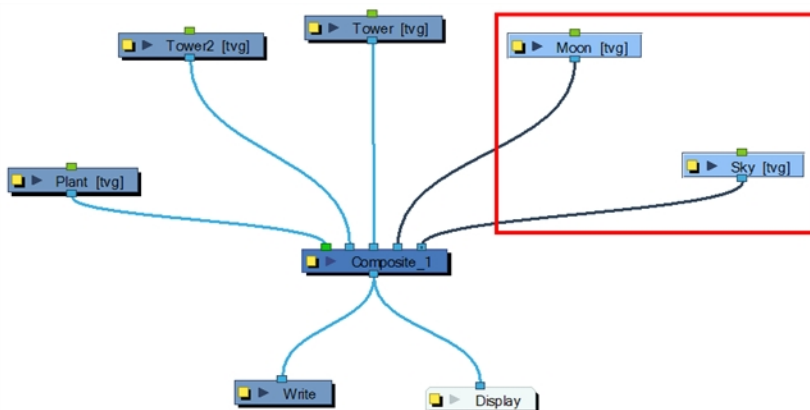 Tower [tvg]
Tower2 [tvg]
Moon [tvg]
Sky [tvg]
Plant [tvg]
Composite_1
Write
Display